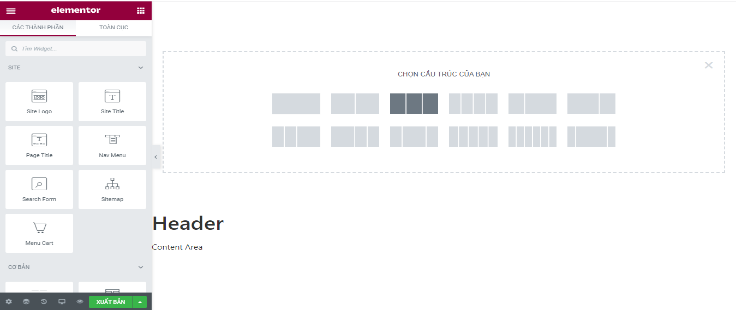 elementor
CÁC THÀNH PHẦN
TOÀN CỤC
Tìm Widget...
SITE
Site Logo
Site Title
Page Title
Nav Menu
Search Form
Sitemap
Menu Cart
CƠ BẢN
XUẤT BẢN
CHỌN CẤU TRÚC CỦA BẠN
Header
Content Area